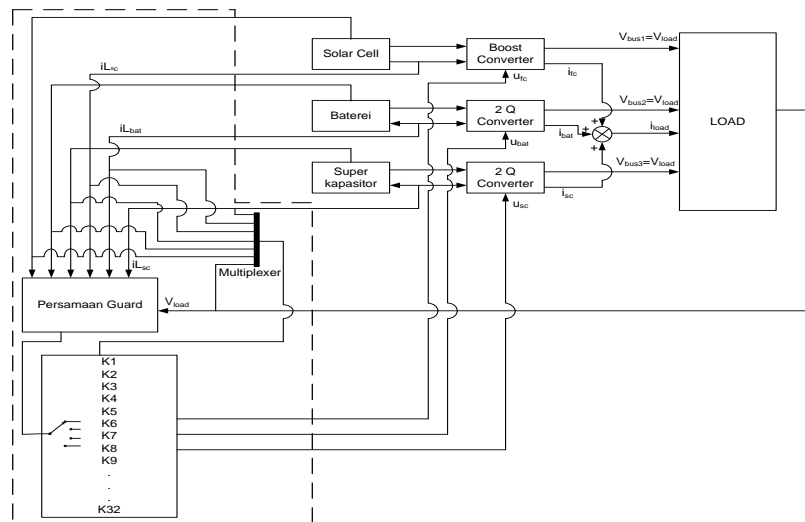 Solar Cell
Boost
Converter
Vbus1=Vload
iLfc
ufc
ifc
Baterei
2 Q
Converter
Vbus2=Vload
LOAD
iLbat
ubat
ibat
iload
+
+
+
Super
kapasitor
2 Q
Converter
Vbus3=Vload
isc
usc
iLsc
Multiplexer
Persamaan Guard
Vload
K1
K2
K3
K4
K5
K6
K7
K8
K9
.
.
.
K32